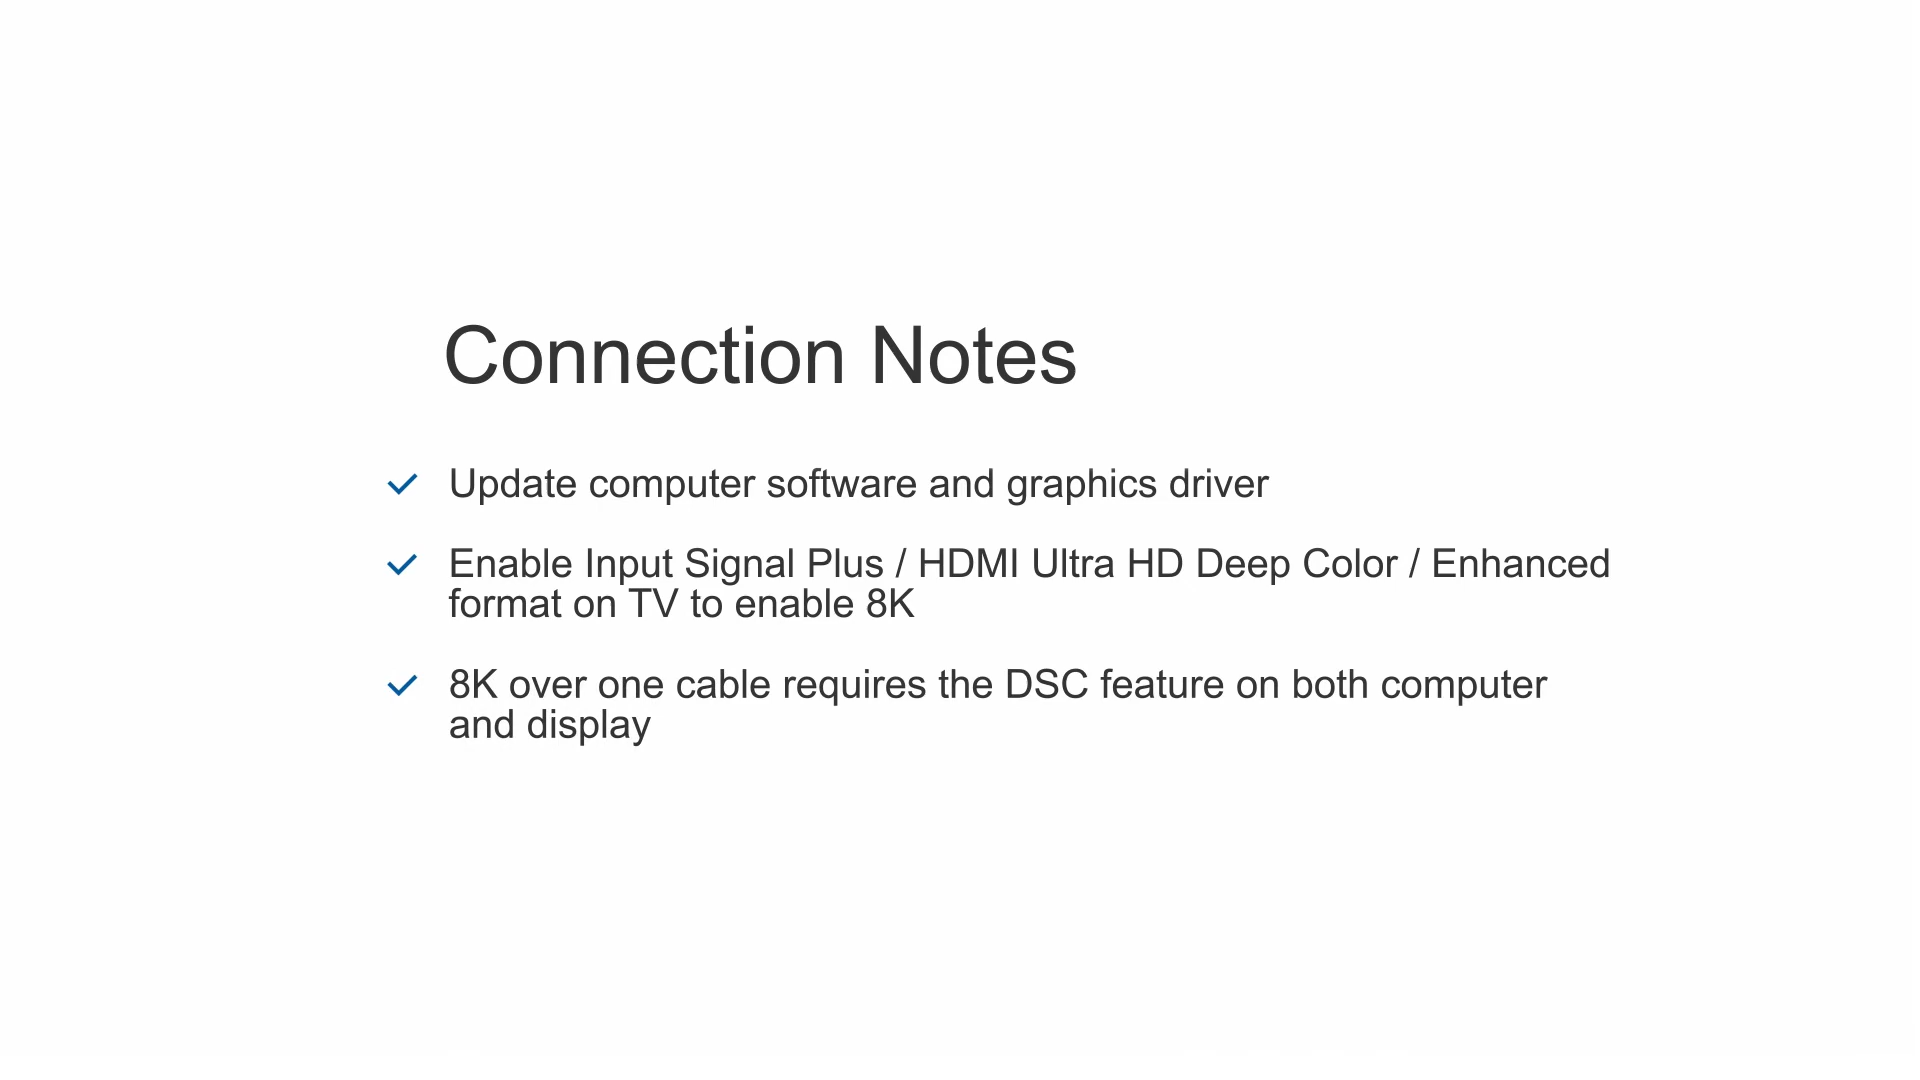 Connection Notes
Update computer software and graphics driver
Enable Input Signal Plus / HDMI Ultra HD Deep Color / Enhanced
format on TV to enable 8K
8K over one cable requires the DSC feature on both computer
and display